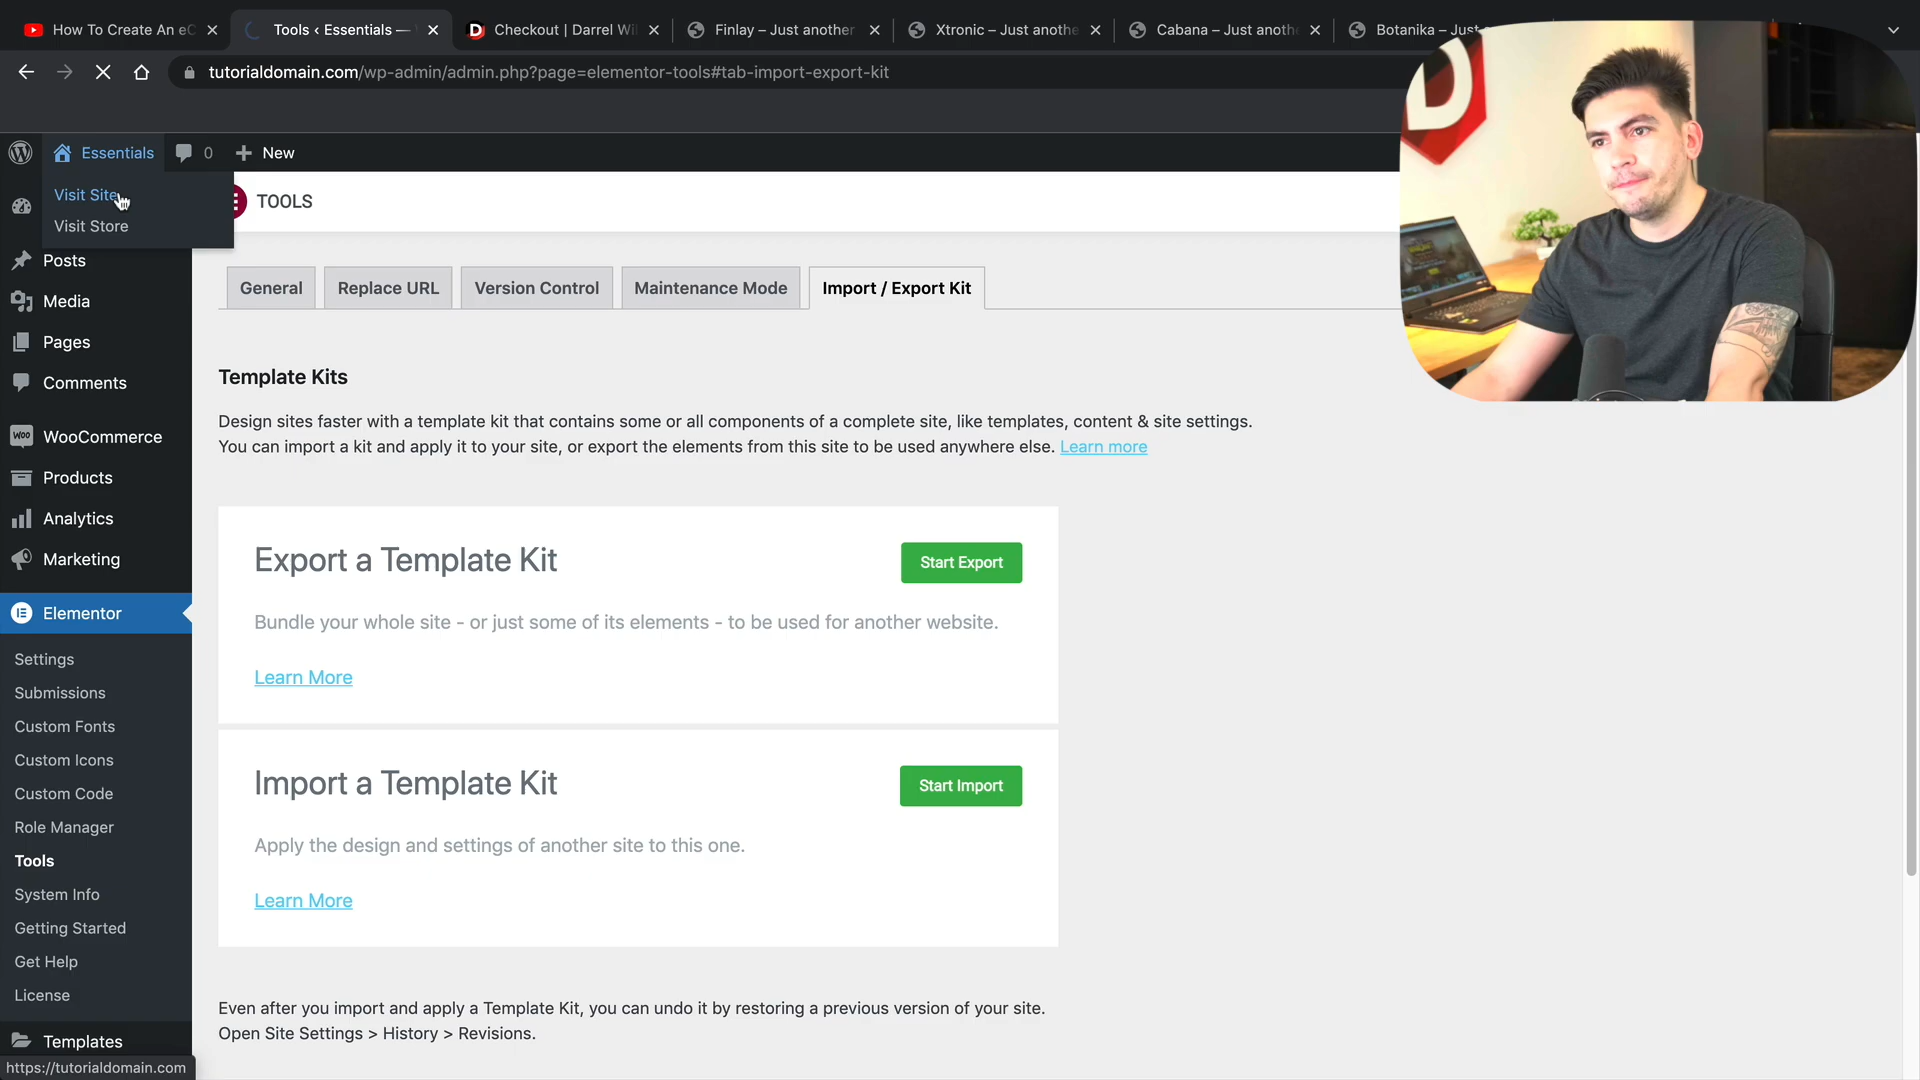 How To Create An eC
Tools ‹ Essentials —
Checkout | Darrel Wil
Finlay – Just another
Xtronic – Just anothe
Cabana – Just anoth
Botanika – Just
tutorialdomain.com/wp-admin/admin.php?page=elementor-tools#tab-import-export-kit
Essentials
0
New
Visit Site
Visit Store
TOOLS
Posts
Media
Pages
Comments
WooCommerce
Products
Analytics
Marketing
Elementor
Settings
Submissions
Custom Fonts
Custom Icons
Custom Code
Role Manager
Tools
System Info
Getting Started
Get Help
License
Templates
https://tutorialdomain.com
General
Replace URL
Version Control
Maintenance Mode
Import / Export Kit
Template Kits
Design sites faster with a template kit that contains some or all components of a complete site, like templates, content & site settings.
You can import a kit and apply it to your site, or export the elements from this site to be used anywhere else. Learn more
Export a Template Kit
Start Export
Bundle your whole site - or just some of its elements - to be used for another website.
Learn More
Import a Template Kit
Start Import
Apply the design and settings of another site to this one.
Learn More
Even after you import and apply a Template Kit, you can undo it by restoring a previous version of your site.
Open Site Settings > History > Revisions.